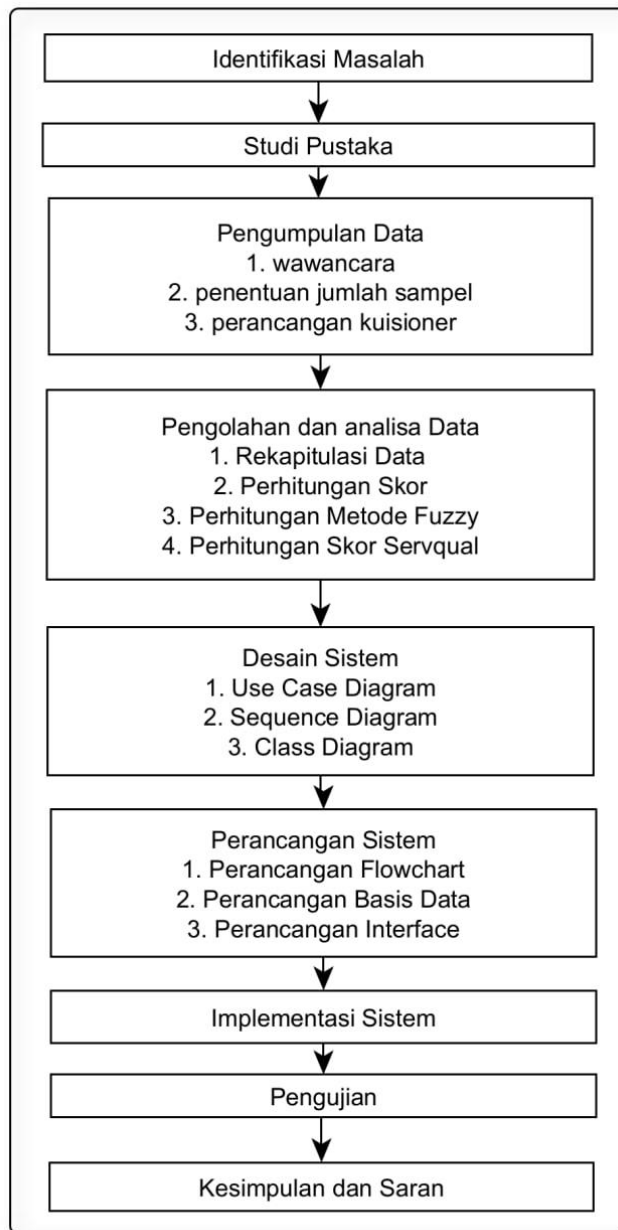 Identifikasi Masalah
Studi Pustaka
Pengumpulan Data
1. wawancara
2. penentuan jumlah sampel
3. perancangan kuisioner
Pengolahan dan analisa Data
1. Rekapitulasi Data
2. Perhitungan Skor
3. Perhitungan Metode Fuzzy
4. Perhitungan Skor Servqual
Desain Sistem
1. Use Case Diagram
2. Sequence Diagram
3. Class Diagram
Perancangan Sistem
1. Perancangan Flowchart
2. Perancangan Basis Data
3. Perancangan Interface
Implementasi Sistem
Pengujian
Kesimpulan dan Saran